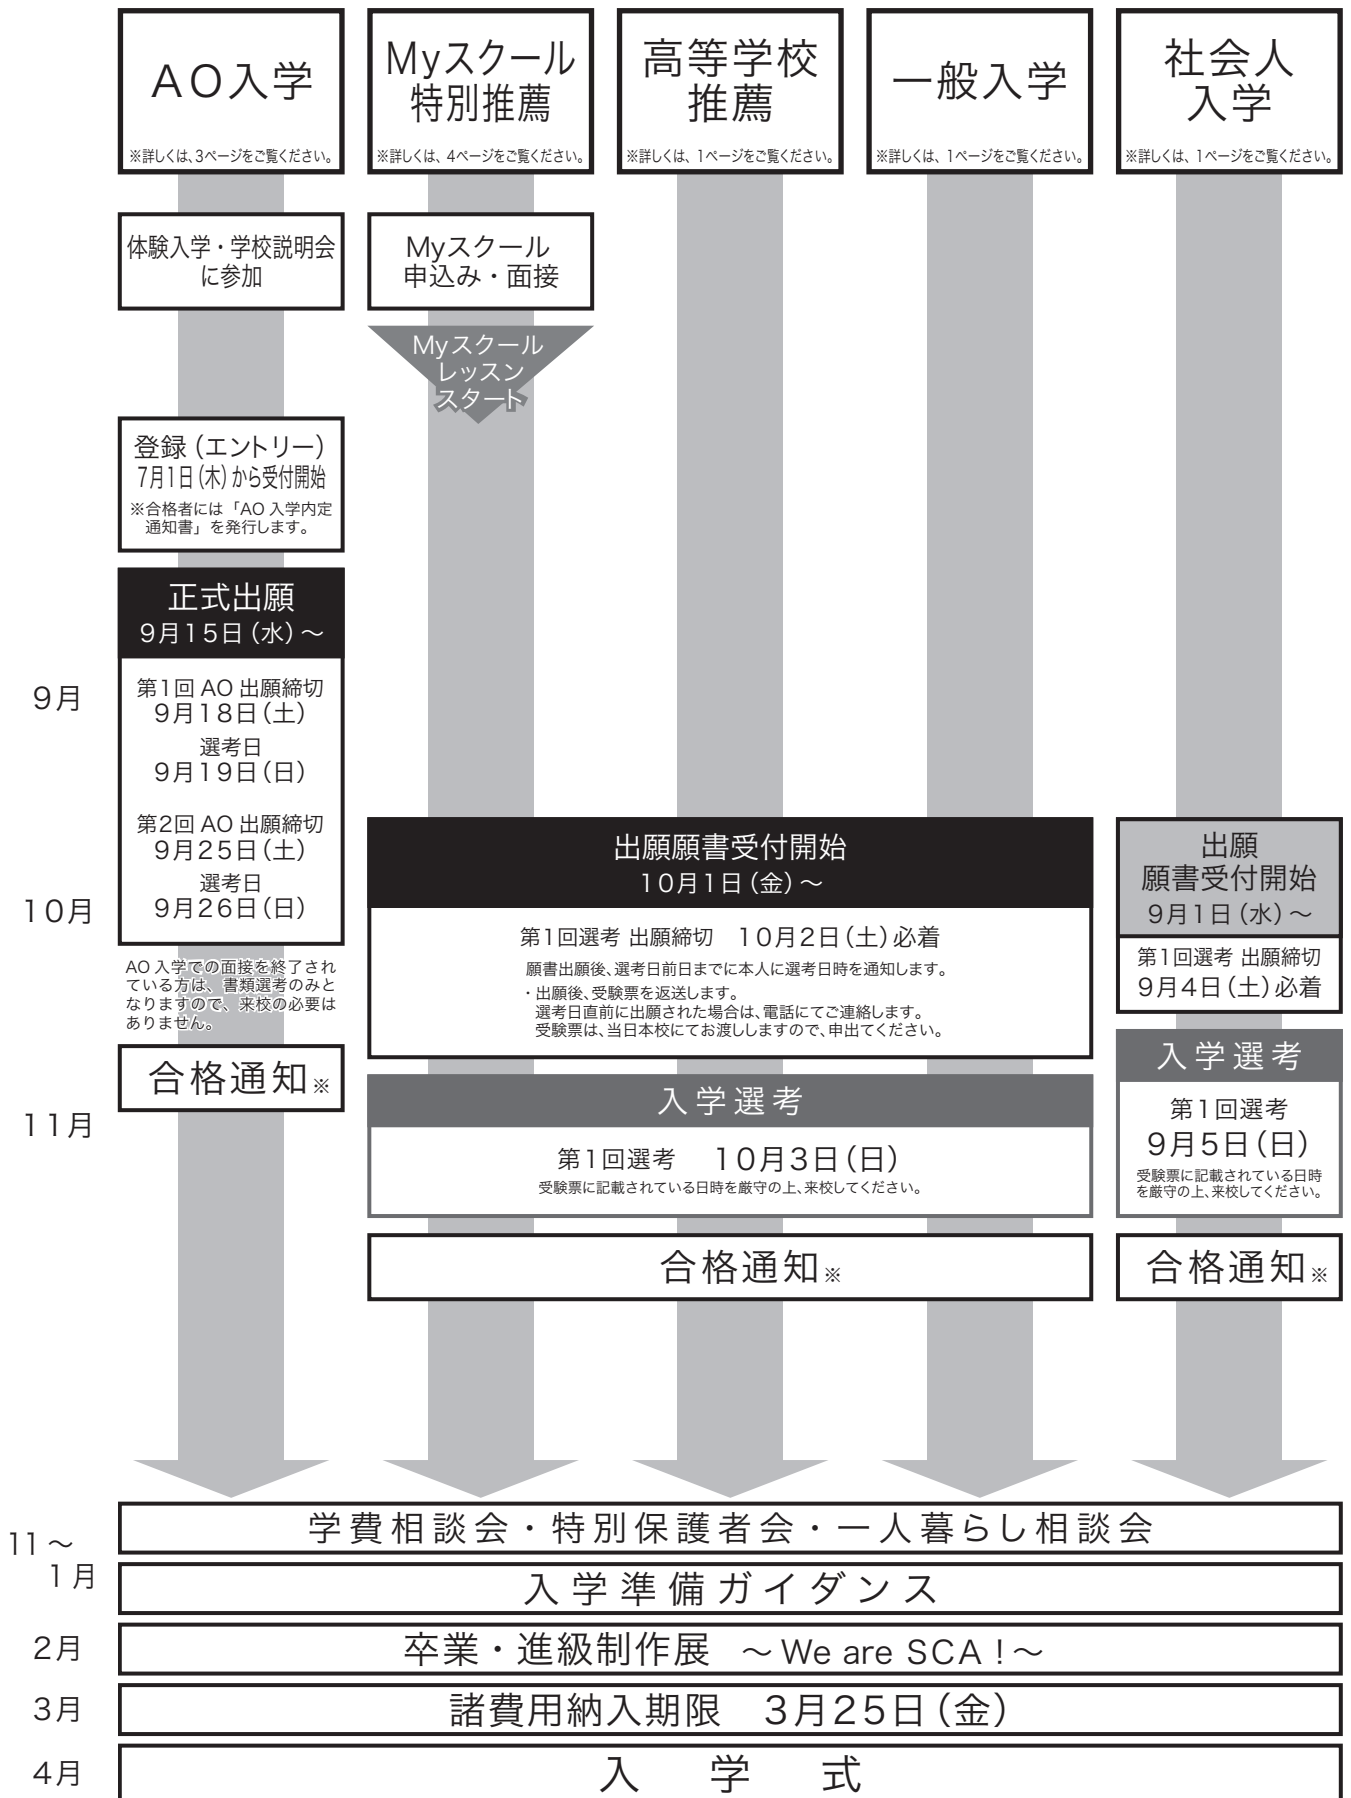 AO入学
※詳しくは、3ページをご覧ください。
Myスクール
特別推薦
※詳しくは、4ページをご覧ください。
高等学校
推薦
※詳しくは、1ページをご覧ください。
一般入学
※詳しくは、1ページをご覧ください。
社会人
入学
※詳しくは、1ページをご覧ください。
体験入学・学校説明会
に参加
Myスクール
申込み・面接
Myスクール
レッスン
スタート
登録(エントリー)
7月1日(木)から受付開始
※合格者には「AO 入学内定
通知書」を発行します。
正式出願
9月15日(水)~
9月
第1回 AO 出願締切
9月18日(土)
選考日
9月19日(日)
第2回 AO 出願締切
9月25日(土)
選考日
9月26日(日)
10月
AO 入学での面接を終了され
ている方は、書類選考のみと
なりますので、来校の必要は
ありません。
合格通知※
11月
出願願書受付開始
10月1日(金)~
第1回選考 出願締切 10月2日(土)必着
願書出願後、選考日前日までに本人に選考日時を通知します。
・出願後、受験票を返送します。
選考日直前に出願された場合は、電話にてご連絡します。
受験票は、当日本校にてお渡ししますので、申出てください。
入学選考
第1回選考 10月3日(日)
受験票に記載されている日時を厳守の上、来校してください。
合格通知※
出願
願書受付開始
9月1日(水)~
第1回選考 出願締切
9月4日(土)必着
入学選考
第1回選考
9月5日(日)
受験票に記載されている日時
を厳守の上、来校してください。
合格通知※
11~
1月
学費相談会・特別保護者会・一人暮らし相談会
入学準備ガイダンス
2月
卒業・進級制作展 ~We are SCA!~
3月
諸費用納入期限 3月25日(金)
4月
入学式